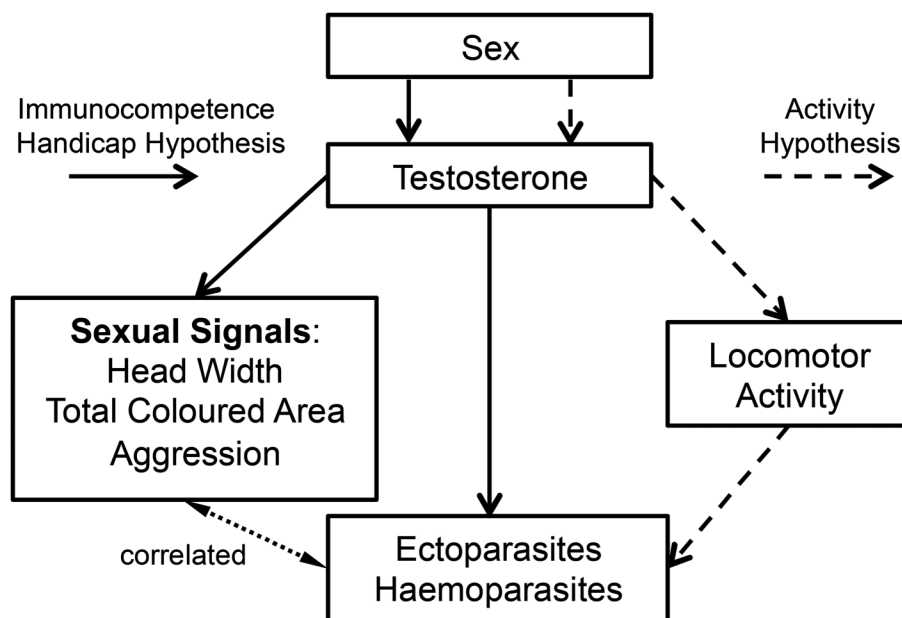 Sex
Immunocompetence
Handicap Hypothesis
Activity
Hypothesis
Testosterone
Sexual Signals:
Head Width
Total Coloured Area
Aggression
Locomotor
Activity
correlated
Ectoparasites
Haemoparasites